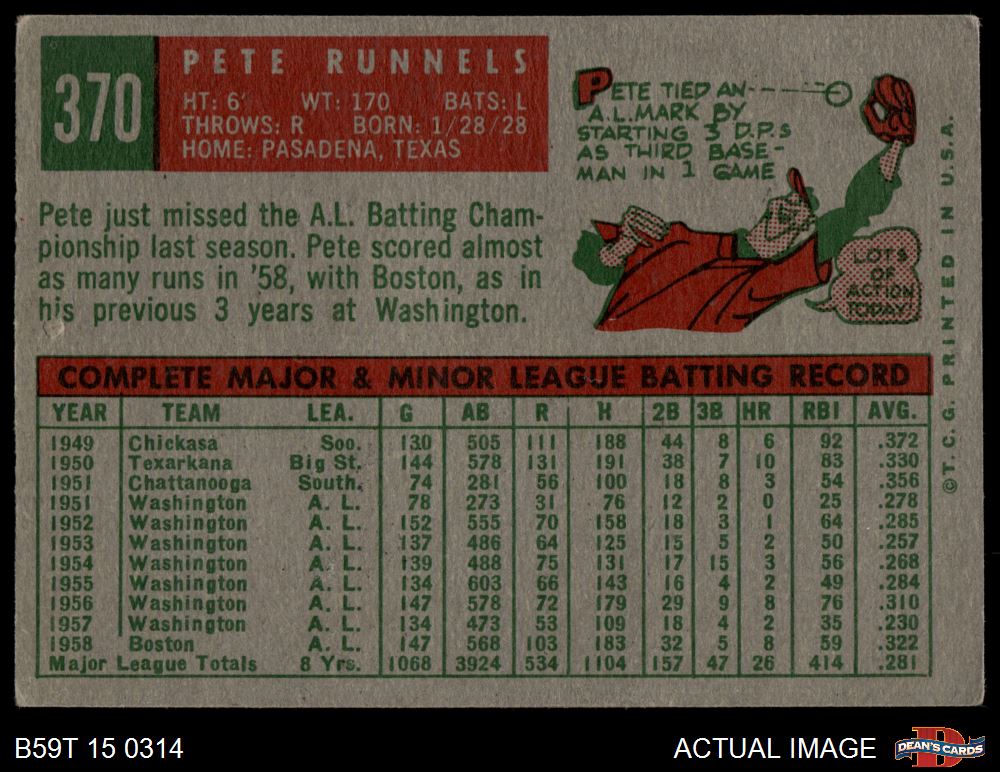 370
PETE RUNNELS
HT: 6' WT: 170 BATS: L
THROWS: R BORN: 1/28/28
HOME: PASADENA, TEXAS
PETE TIED AN
A.L. MARK BY
STARTING 3 D.P.s
AS THIRD BASE-
MAN IN 1 GAME
LOTS
OF
ACTION
TODAY!
Pete just missed the A.L. Batting Cham-
pionship last season. Pete scored almost
as many runs in '58, with Boston, as in
his previous 3 years at Washington.
COMPLETE MAJOR & MINOR LEAGUE BATTING RECORD
YEAR TEAM LEA. G AB R H 2B 3B HR RBI AVG.
1949 Chickasa Soo. 130 505 111 188 44 8 6 92 .372
1950 Texarkana Big St. 144 578 131 191 38 7 10 83 .330
1951 Chattanooga South. 74 281 56 100 18 8 3 54 .356
1951 Washington A. L. 78 273 31 76 12 2 0 25 .278
1952 Washington A. L. 152 555 70 158 18 3 1 64 .285
1953 Washington A. L. 137 486 64 125 15 5 2 50 .257
1954 Washington A. L. 139 488 75 131 17 15 3 56 .268
1955 Washington A. L. 134 603 66 143 16 4 2 49 .284
1956 Washington A. L. 147 578 72 179 29 9 8 76 .310
1957 Washington A. L. 134 473 53 109 18 4 2 35 .230
1958 Boston A. L. 147 568 103 183 32 5 8 59 .322
Major League Totals 8 Yrs. 1068 3924 534 1104 157 47 26 414 .281
©T. C. G. PRINTED IN U.S.A.
B59T 15 0314
ACTUAL IMAGE
D
DEAN'S CARDS